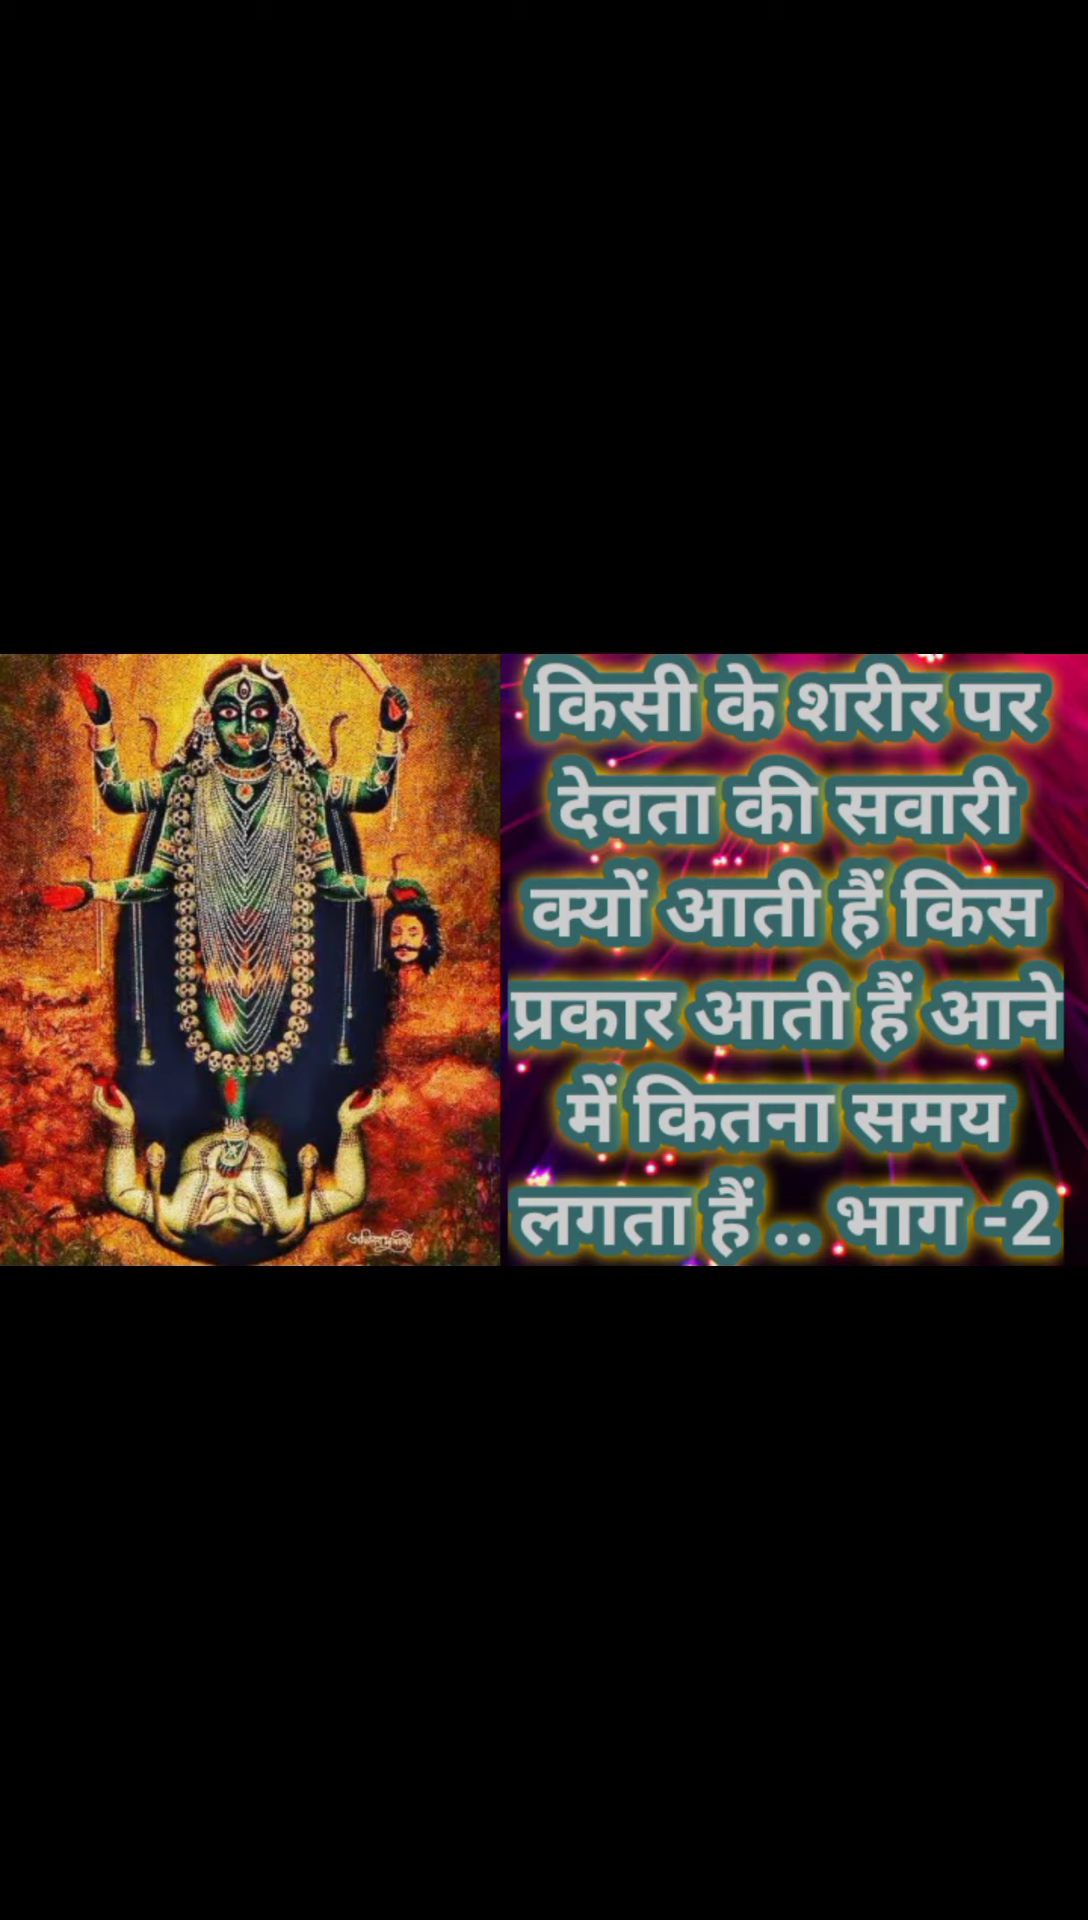 किसी के शरीर पर
देवता की सवारी
क्यों आती हैं किस
प्रकार आती हैं आने
में कितना समय
लगता हैं .. भाग -2